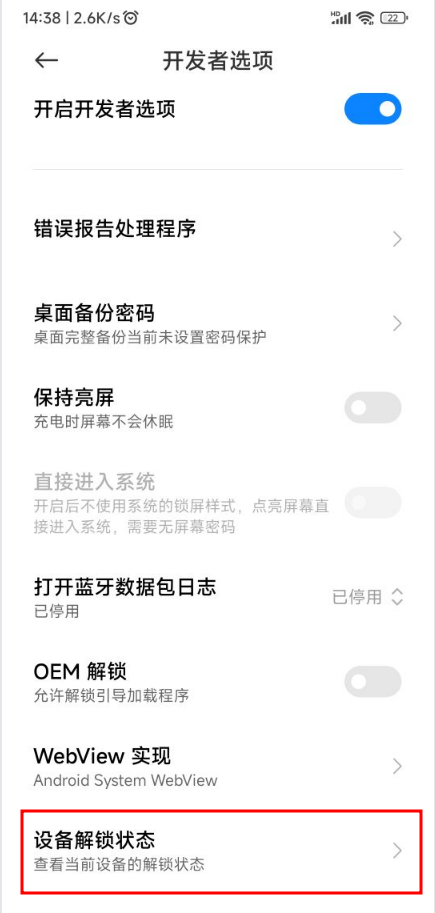 14:38 | 2.6K/s
HD
22
开发者选项
开启开发者选项
错误报告处理程序
桌面备份密码
桌面完整备份当前未设置密码保护
保持亮屏
充电时屏幕不会休眠
直接进入系统
开启后不使用系统的锁屏样式，点亮屏幕直
接进入系统，需要无屏幕密码
打开蓝牙数据包日志
已停用
已停用
OEM 解锁
允许解锁引导加载程序
WebView 实现
Android System WebView
设备解锁状态
查看当前设备的解锁状态